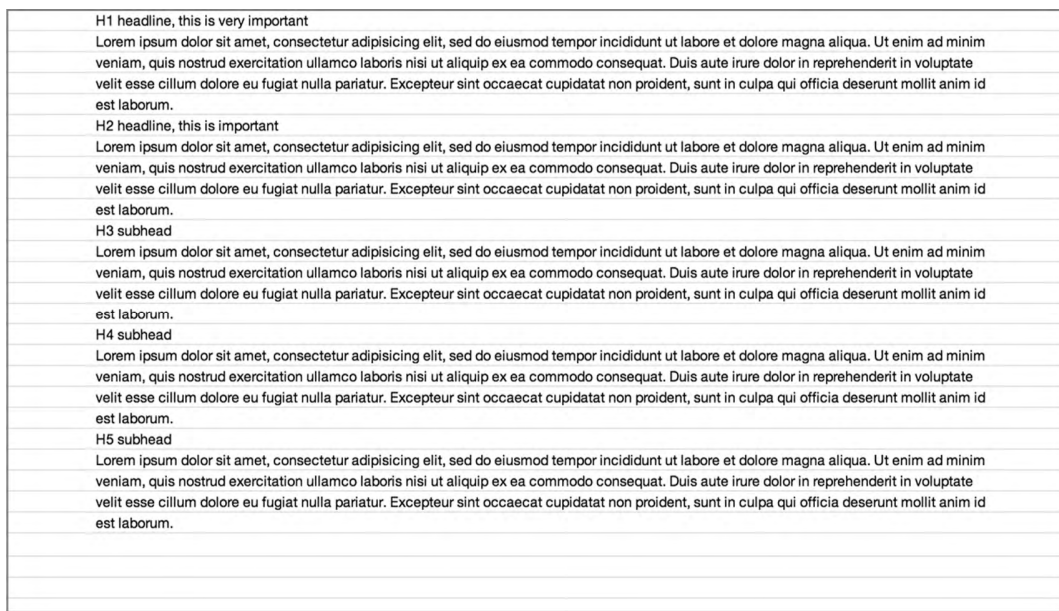 H1 headline, this is very important
Lorem ipsum dolor sit amet, consectetur adipisicing elit, sed do eiusmod tempor incididunt ut labore et dolore magna aliqua. Ut enim ad minim
veniam, quis nostrud exercitation ullamco laboris nisi ut aliquip ex ea commodo consequat. Duis aute irure dolor in reprehenderit in voluptate
velit esse cillum dolore eu fugiat nulla pariatur. Excepteur sint occaecat cupidatat non proident, sunt in culpa qui officia deserunt mollit anim id
est laborum.
H2 headline, this is important
Lorem ipsum dolor sit amet, consectetur adipisicing elit, sed do eiusmod tempor incididunt ut labore et dolore magna aliqua. Ut enim ad minim
veniam, quis nostrud exercitation ullamco laboris nisi ut aliquip ex ea commodo consequat. Duis aute irure dolor in reprehenderit in voluptate
velit esse cillum dolore eu fugiat nulla pariatur. Excepteur sint occaecat cupidatat non proident, sunt in culpa qui officia deserunt mollit anim id
est laborum.
H3 subhead
Lorem ipsum dolor sit amet, consectetur adipisicing elit, sed do eiusmod tempor incididunt ut labore et dolore magna aliqua. Ut enim ad minim
veniam, quis nostrud exercitation ullamco laboris nisi ut aliquip ex ea commodo consequat. Duis aute irure dolor in reprehenderit in voluptate
velit esse cillum dolore eu fugiat nulla pariatur. Excepteur sint occaecat cupidatat non proident, sunt in culpa qui officia deserunt mollit anim id
est laborum.
H4 subhead
Lorem ipsum dolor sit amet, consectetur adipisicing elit, sed do eiusmod tempor incididunt ut labore et dolore magna aliqua. Ut enim ad minim
veniam, quis nostrud exercitation ullamco laboris nisi ut aliquip ex ea commodo consequat. Duis aute irure dolor in reprehenderit in voluptate
velit esse cillum dolore eu fugiat nulla pariatur. Excepteur sint occaecat cupidatat non proident, sunt in culpa qui officia deserunt mollit anim id
est laborum.
H5 subhead
Lorem ipsum dolor sit amet, consectetur adipisicing elit, sed do eiusmod tempor incididunt ut labore et dolore magna aliqua. Ut enim ad minim
veniam, quis nostrud exercitation ullamco laboris nisi ut aliquip ex ea commodo consequat. Duis aute irure dolor in reprehenderit in voluptate
velit esse cillum dolore eu fugiat nulla pariatur. Excepteur sint occaecat cupidatat non proident, sunt in culpa qui officia deserunt mollit anim id
est laborum.